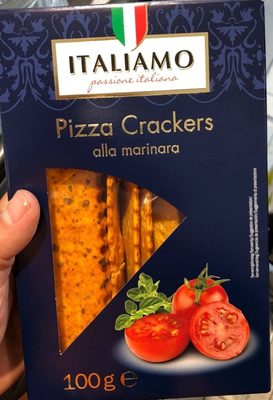 ITALIAMO
passione italiana
Pizza Crackers
alla marinara
100g ℮